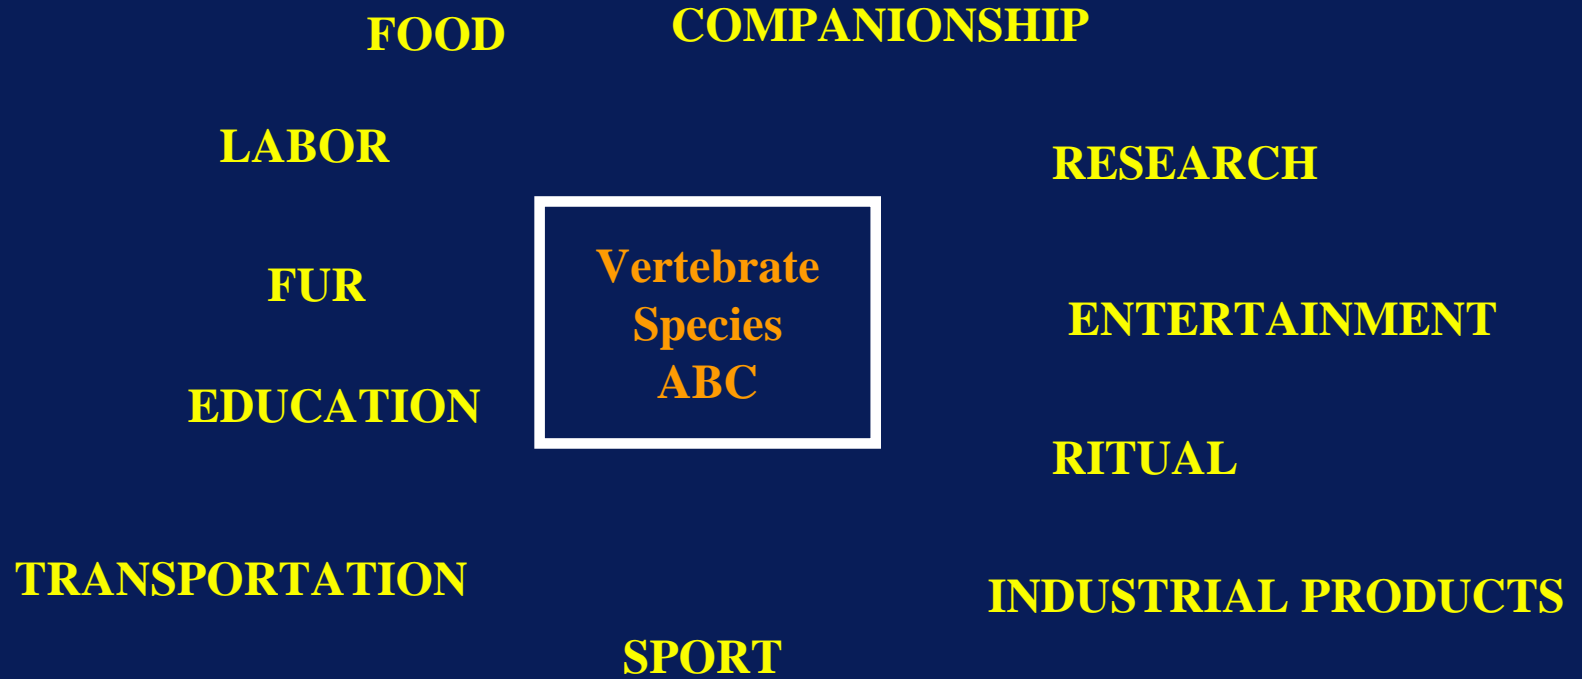 FOOD
COMPANIONSHIP
LABOR
RESEARCH
FUR
Vertebrate
Species
ABC
ENTERTAINMENT
EDUCATION
RITUAL
TRANSPORTATION
INDUSTRIAL PRODUCTS
SPORT